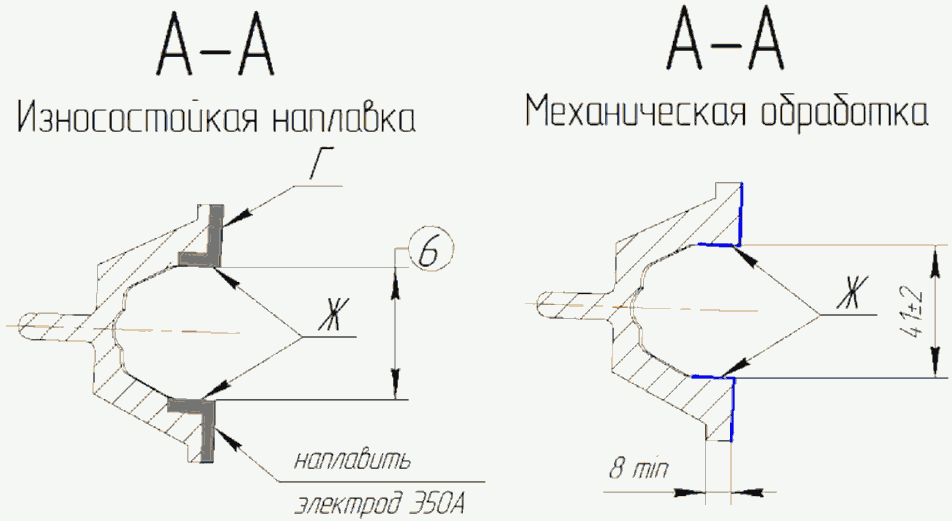 А-А
Износостойкая наплавка
Г
6
Ж
наплавить
электрод Э50А
А-А
Механическая обработка
Ж
41±2
8 min